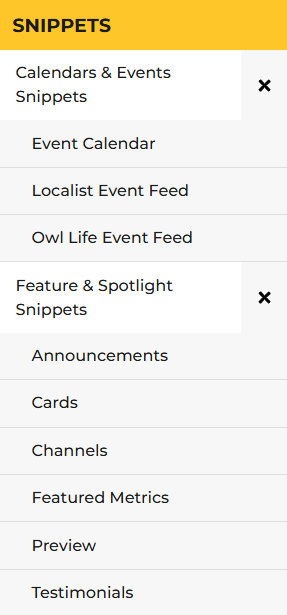 SNIPPETS
Calendars & Events
Snippets
Event Calendar
Localist Event Feed
Owl Life Event Feed
Feature & Spotlight
Snippets
Announcements
Cards
Channels
Featured Metrics
Preview
Testimonials